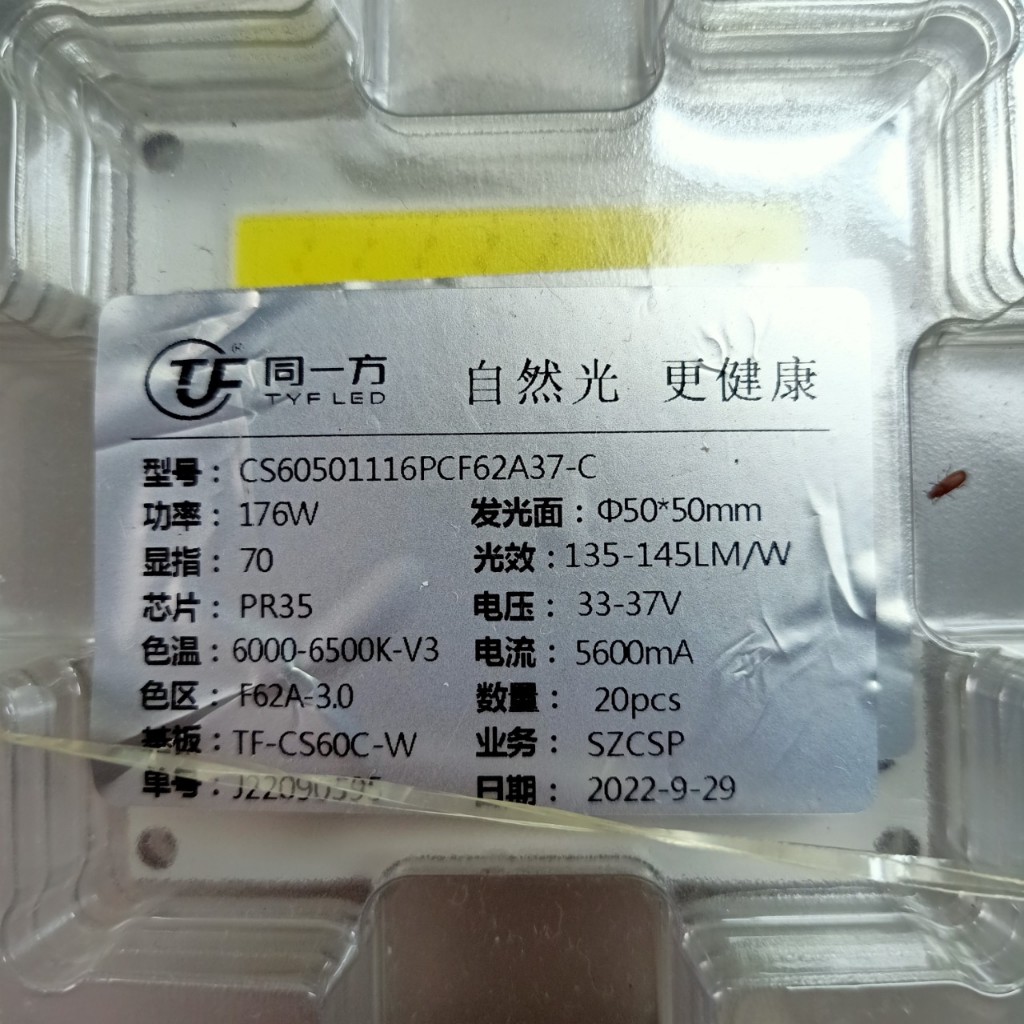 TF® 同一方 自然光 更健康
TYF LED
型号：CS60501116PCF62A37-C
功率：176W 发光面：Φ50*50mm
显指：70 光效：135-145LM/W
芯片：PR35 电压：33-37V
色温：6000-6500K-V3 电流：5600mA
色区：F62A-3.0 数量：20pcs
基板：TF-CS60C-W 业务：SZCSP
单号：J22090595 日期：2022-9-29